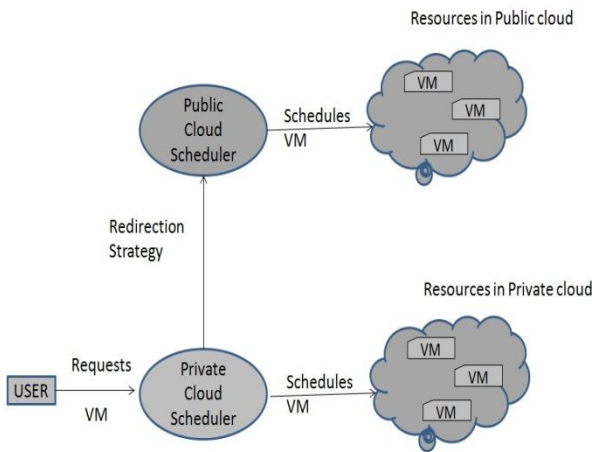 Resources in Public cloud
VM
VM
VM
Public
Cloud
Scheduler
Schedules
VM
Redirection
Strategy
Resources in Private cloud
VM
VM
VM
USER
Requests
VM
Private
Cloud
Scheduler
Schedules
VM